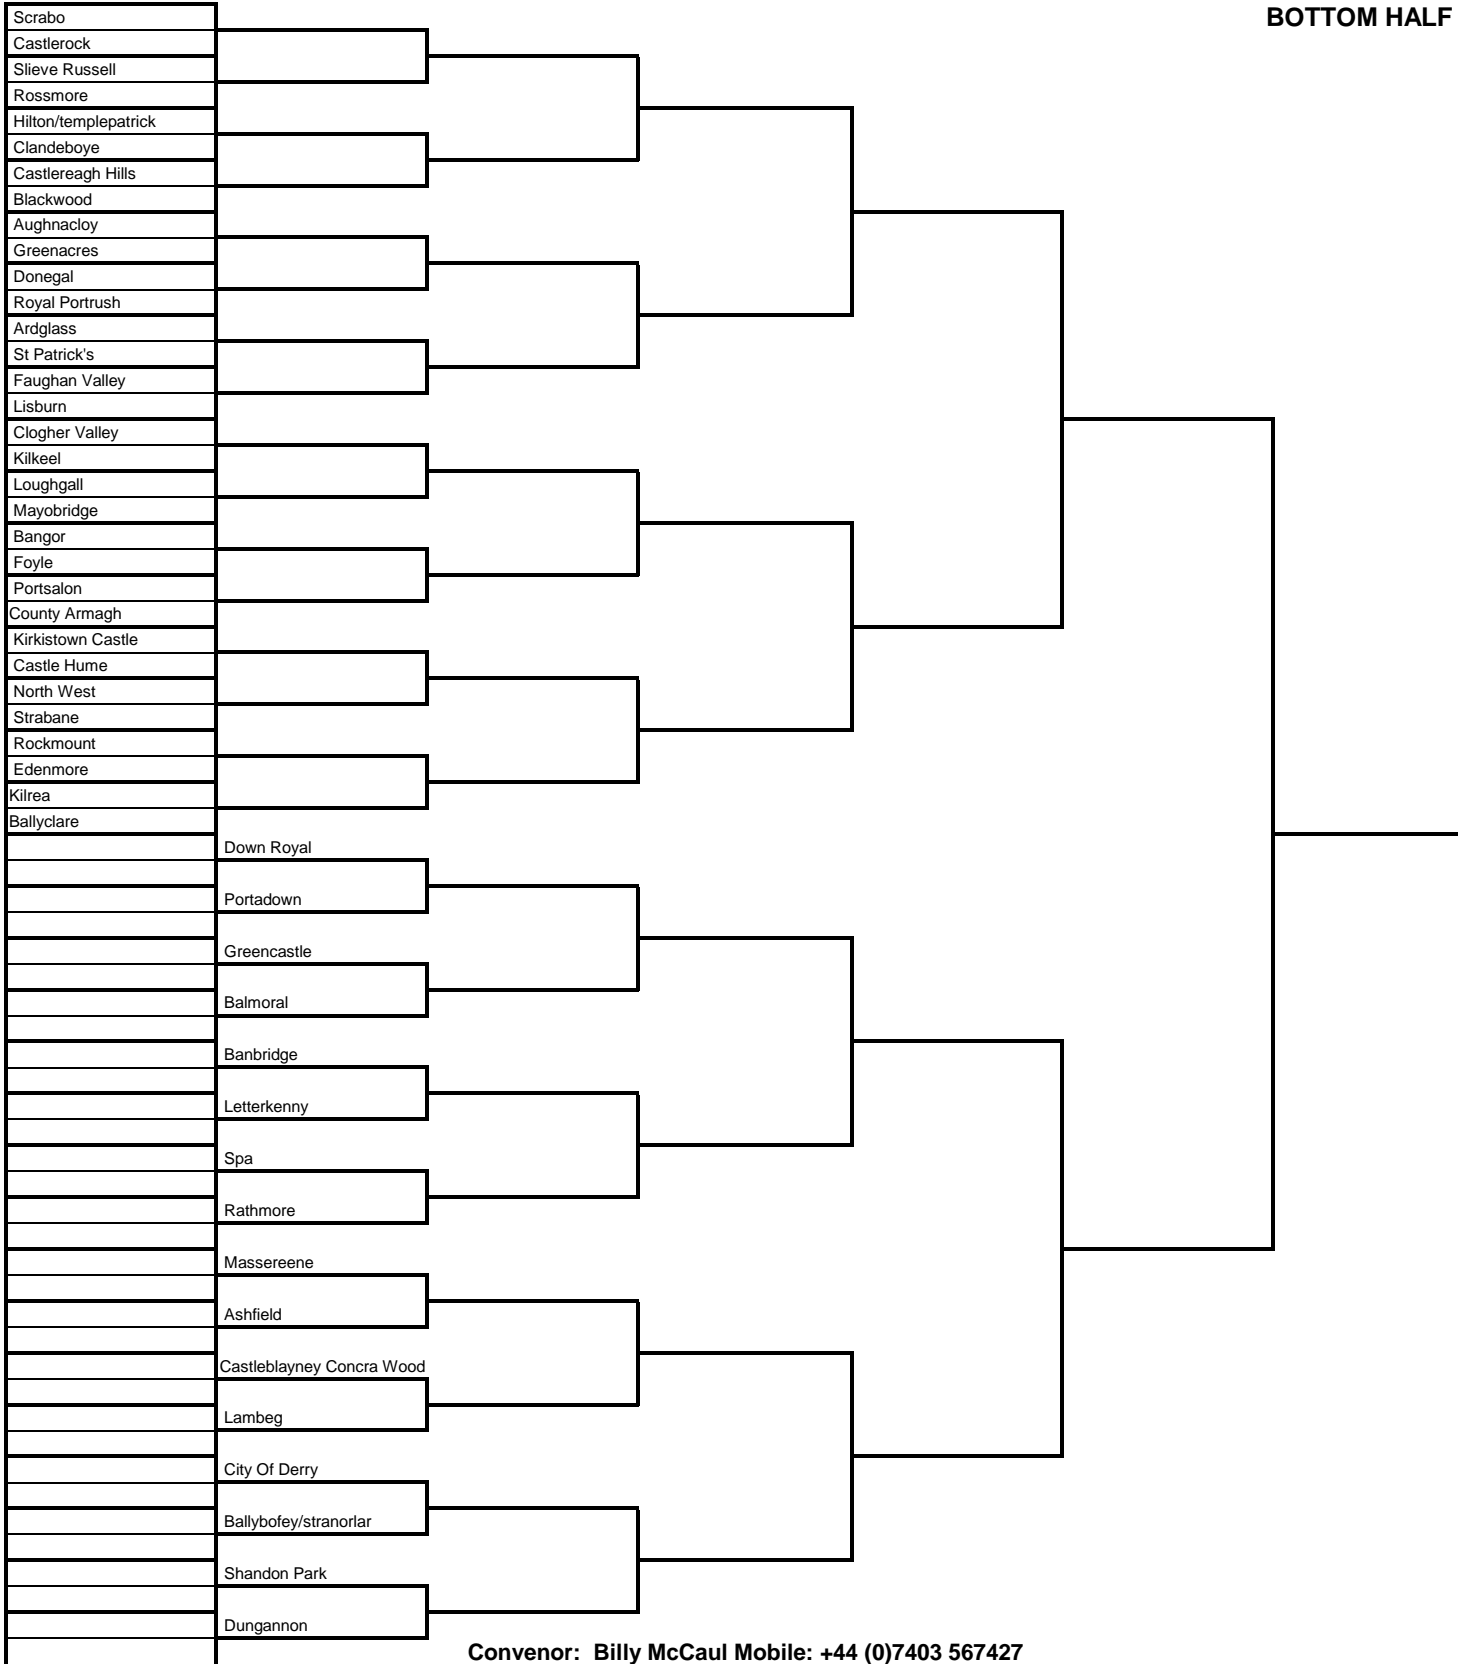 BOTTOM HALF
Scrabo
Castlerock
Slieve Russell
Rossmore
Hilton/templepatrick
Clandeboye
Castlereagh Hills
Blackwood
Aughnacloy
Greenacres
Donegal
Royal Portrush
Ardglass
St Patrick's
Faughan Valley
Lisburn
Clogher Valley
Kilkeel
Loughgall
Mayobridge
Bangor
Foyle
Portsalon
County Armagh
Kirkistown Castle
Castle Hume
North West
Strabane
Rockmount
Edenmore
Kilrea
Ballyclare
Down Royal
Portadown
Greencastle
Balmoral
Banbridge
Letterkenny
Spa
Rathmore
Massereene
Ashfield
Castleblayney Concra Wood
Lambeg
City Of Derry
Ballybofey/stranorlar
Shandon Park
Dungannon
Convenor: Billy McCaul Mobile: +44 (0)7403 567427